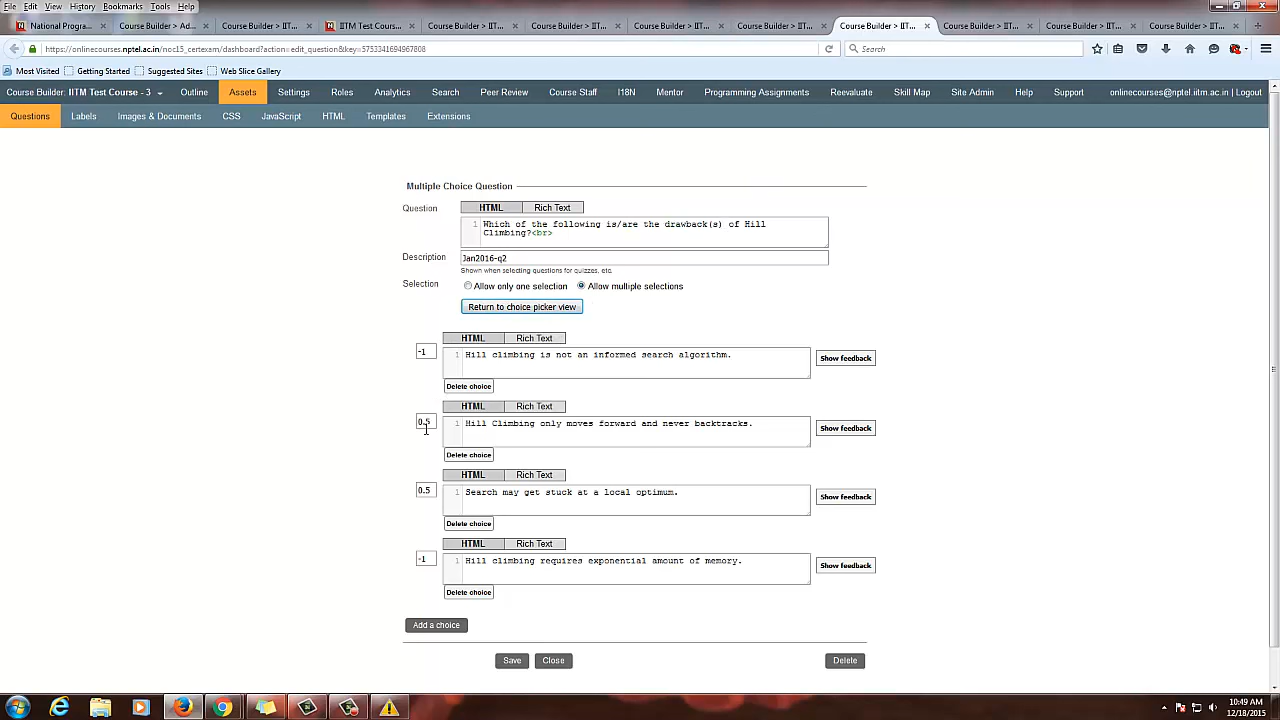 File Edit View History Bookmarks Tools Help
National Progra...
Course Builder > Ad...
Course Builder > IIT...
IIT Test Cours...
Course Builder > IIT...
Course Builder > IIT...
Course Builder > IIT...
Course Builder > IIT...
Course Builder > IIT...
Course Builder > IIT...
Course Builder > IIT...
Course Builder > IIT...
https://onlinecourses.nptel.ac.in/noc15_certexam/dashboard?action=edit_question&key=5753341694967808
Search
Most Visited Getting Started Suggested Sites Web Slice Gallery
Course Builder: IITM Test Course - 3 Outline Assets Settings Roles Analytics Search Peer Review Course Staff I18N Mentor Programming Assignments Reevaluate Skill Map Site Admin Help Support onlinecourses@nptel.iitm.ac.in | Logout
Questions Labels Images & Documents CSS JavaScript HTML Templates Extensions
Multiple Choice Question
Question HTML Rich Text
1 Which of the following is/are the drawback(s) of Hill
Climbing?<br>
Description Jan2016-q2
Shown when selecting questions for quizzes, etc.
Selection Allow only one selection Allow multiple selections
Return to choice picker view
HTML Rich Text
-1 1 Hill climbing is not an informed search algorithm. Show feedback
Delete choice
HTML Rich Text
0.5 1 Hill Climbing only moves forward and never backtracks. Show feedback
Delete choice
HTML Rich Text
0.5 1 Search may get stuck at a local optimum. Show feedback
Delete choice
HTML Rich Text
-1 1 Hill climbing requires exponential amount of memory. Show feedback
Delete choice
Add a choice
Save Close Delete
10:49 AM
12/18/2015